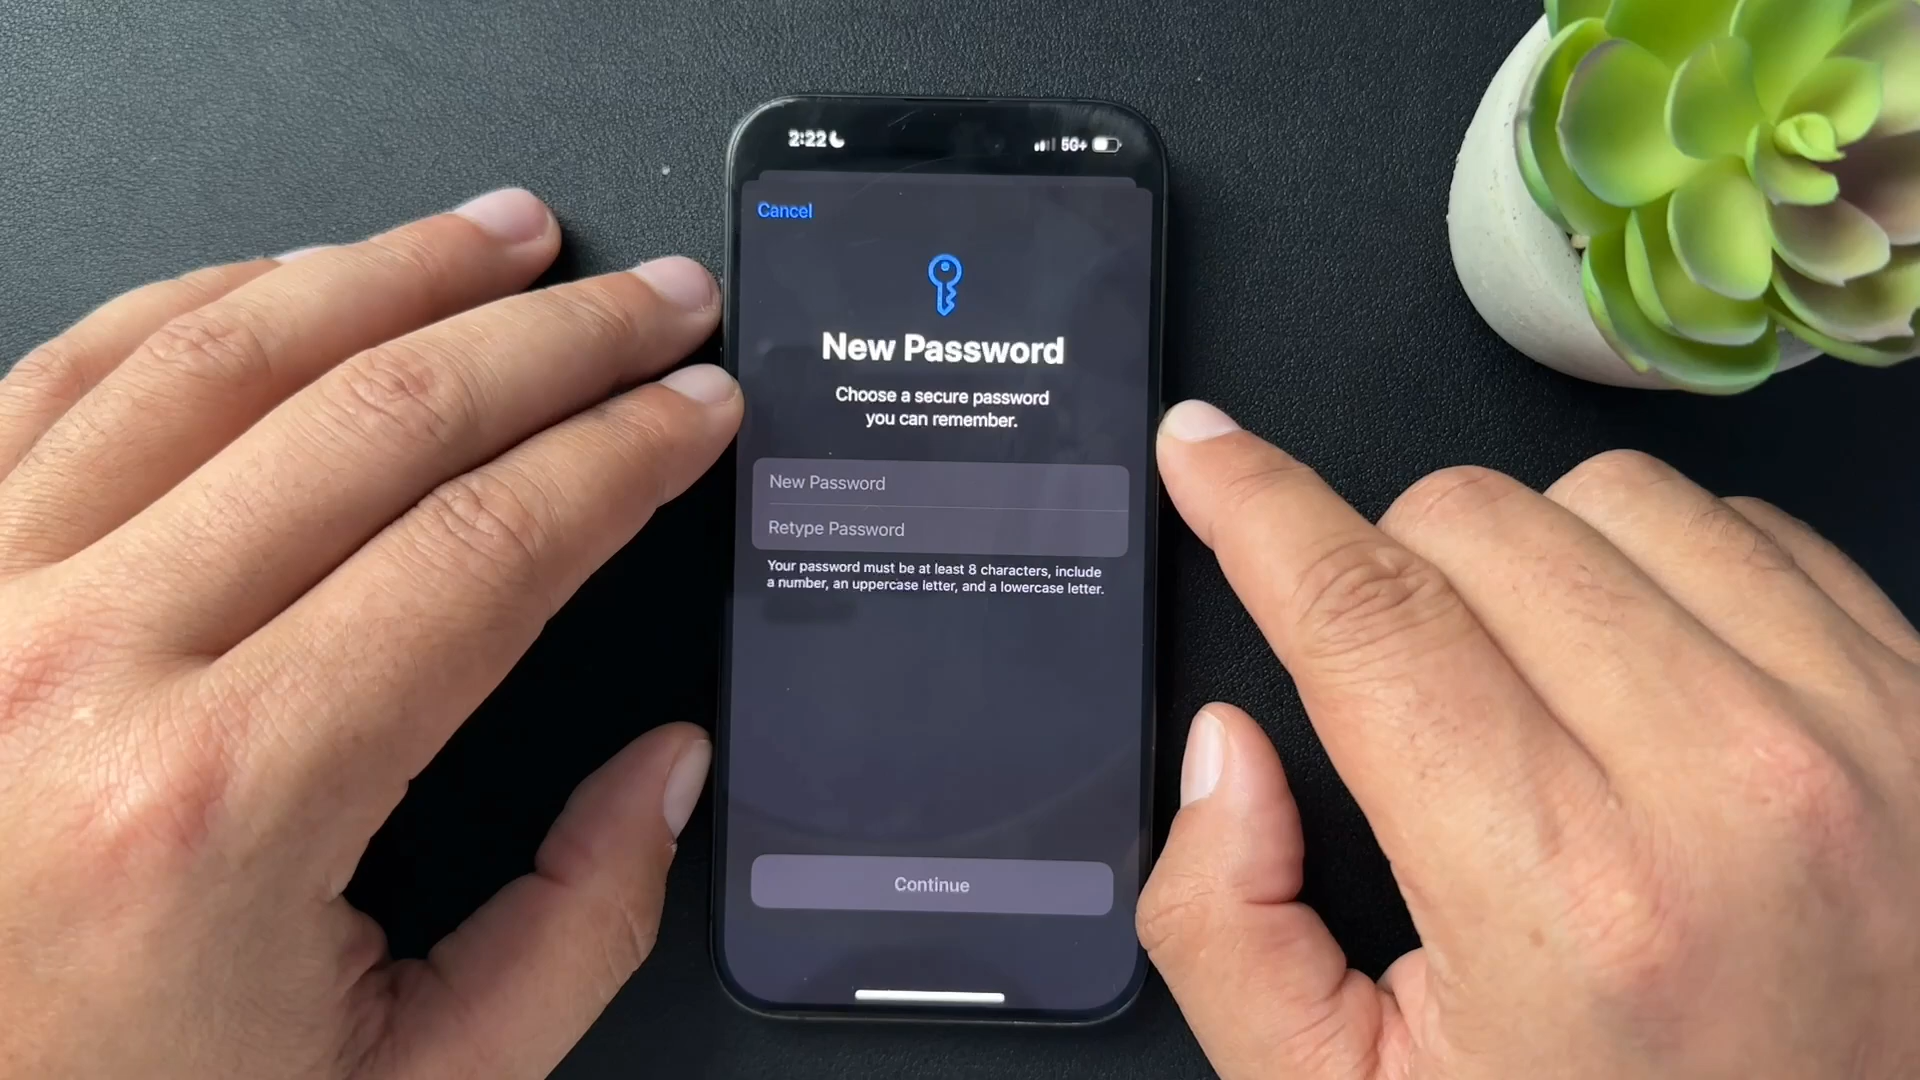 2:22
5G+
Cancel
New Password
Choose a secure password
you can remember.
New Password
Retype Password
Your password must be at least 8 characters, include
a number, an uppercase letter, and a lowercase letter.
Continue